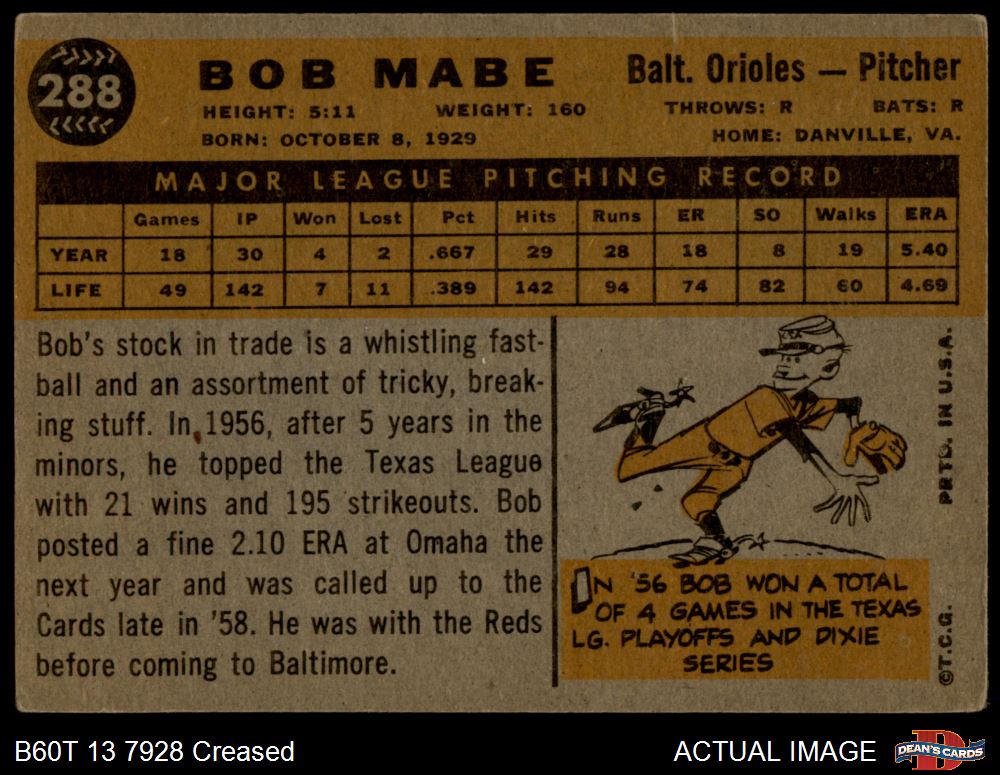 288
BOB MABE
Balt. Orioles — Pitcher
HEIGHT: 5:11 WEIGHT: 160 THROWS: R BATS: R
BORN: OCTOBER 8, 1929 HOME: DANVILLE, VA.
MAJOR LEAGUE PITCHING RECORD
Games IP Won Lost Pct Hits Runs ER SO Walks ERA
YEAR 18 30 4 2 .667 29 28 18 8 19 5.40
LIFE 49 142 7 11 .389 142 94 74 82 60 4.69
Bob's stock in trade is a whistling fast-
ball and an assortment of tricky, break-
ing stuff. In 1956, after 5 years in the
minors, he topped the Texas League
with 21 wins and 195 strikeouts. Bob
posted a fine 2.10 ERA at Omaha the
next year and was called up to the
Cards late in '58. He was with the Reds
before coming to Baltimore.
IN '56 BOB WON A TOTAL
OF 4 GAMES IN THE TEXAS
LG. PLAYOFFS AND DIXIE
SERIES
©T.C.G. PRTD. IN U.S.A.
B60T 13 7928 Creased
ACTUAL IMAGE
D
DEAN'S CARDS